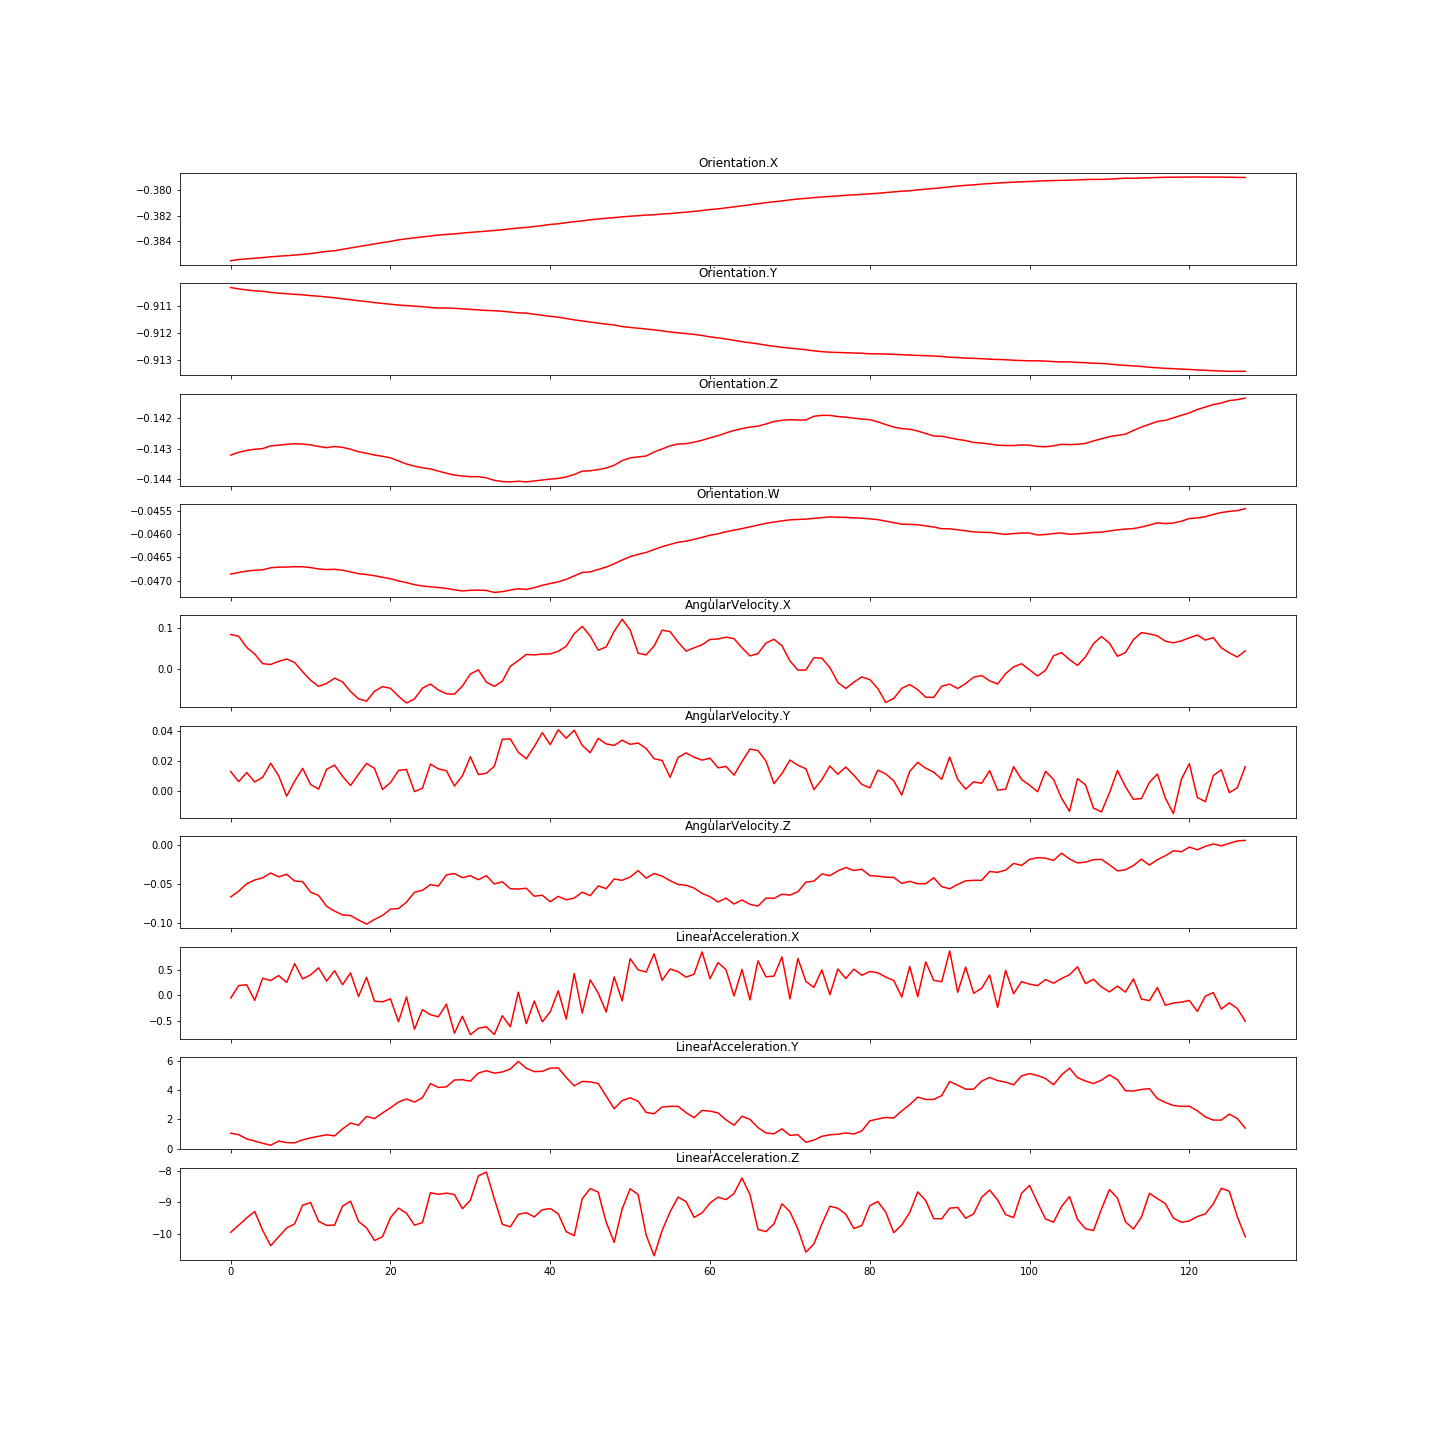 Orientation.X
−0.380
−0.382
−0.384
Orientation.Y
−0.911
−0.912
−0.913
Orientation.Z
−0.142
−0.143
−0.144
Orientation.W
−0.0455
−0.0460
−0.0465
−0.0470
AngularVelocity.X
0.1
0.0
AngularVelocity.Y
0.04
0.02
0.00
AngularVelocity.Z
0.00
−0.05
−0.10
LinearAcceleration.X
0.5
0.0
−0.5
LinearAcceleration.Y
6
4
2
0
LinearAcceleration.Z
−8
−9
−10
0 20 40 60 80 100 120